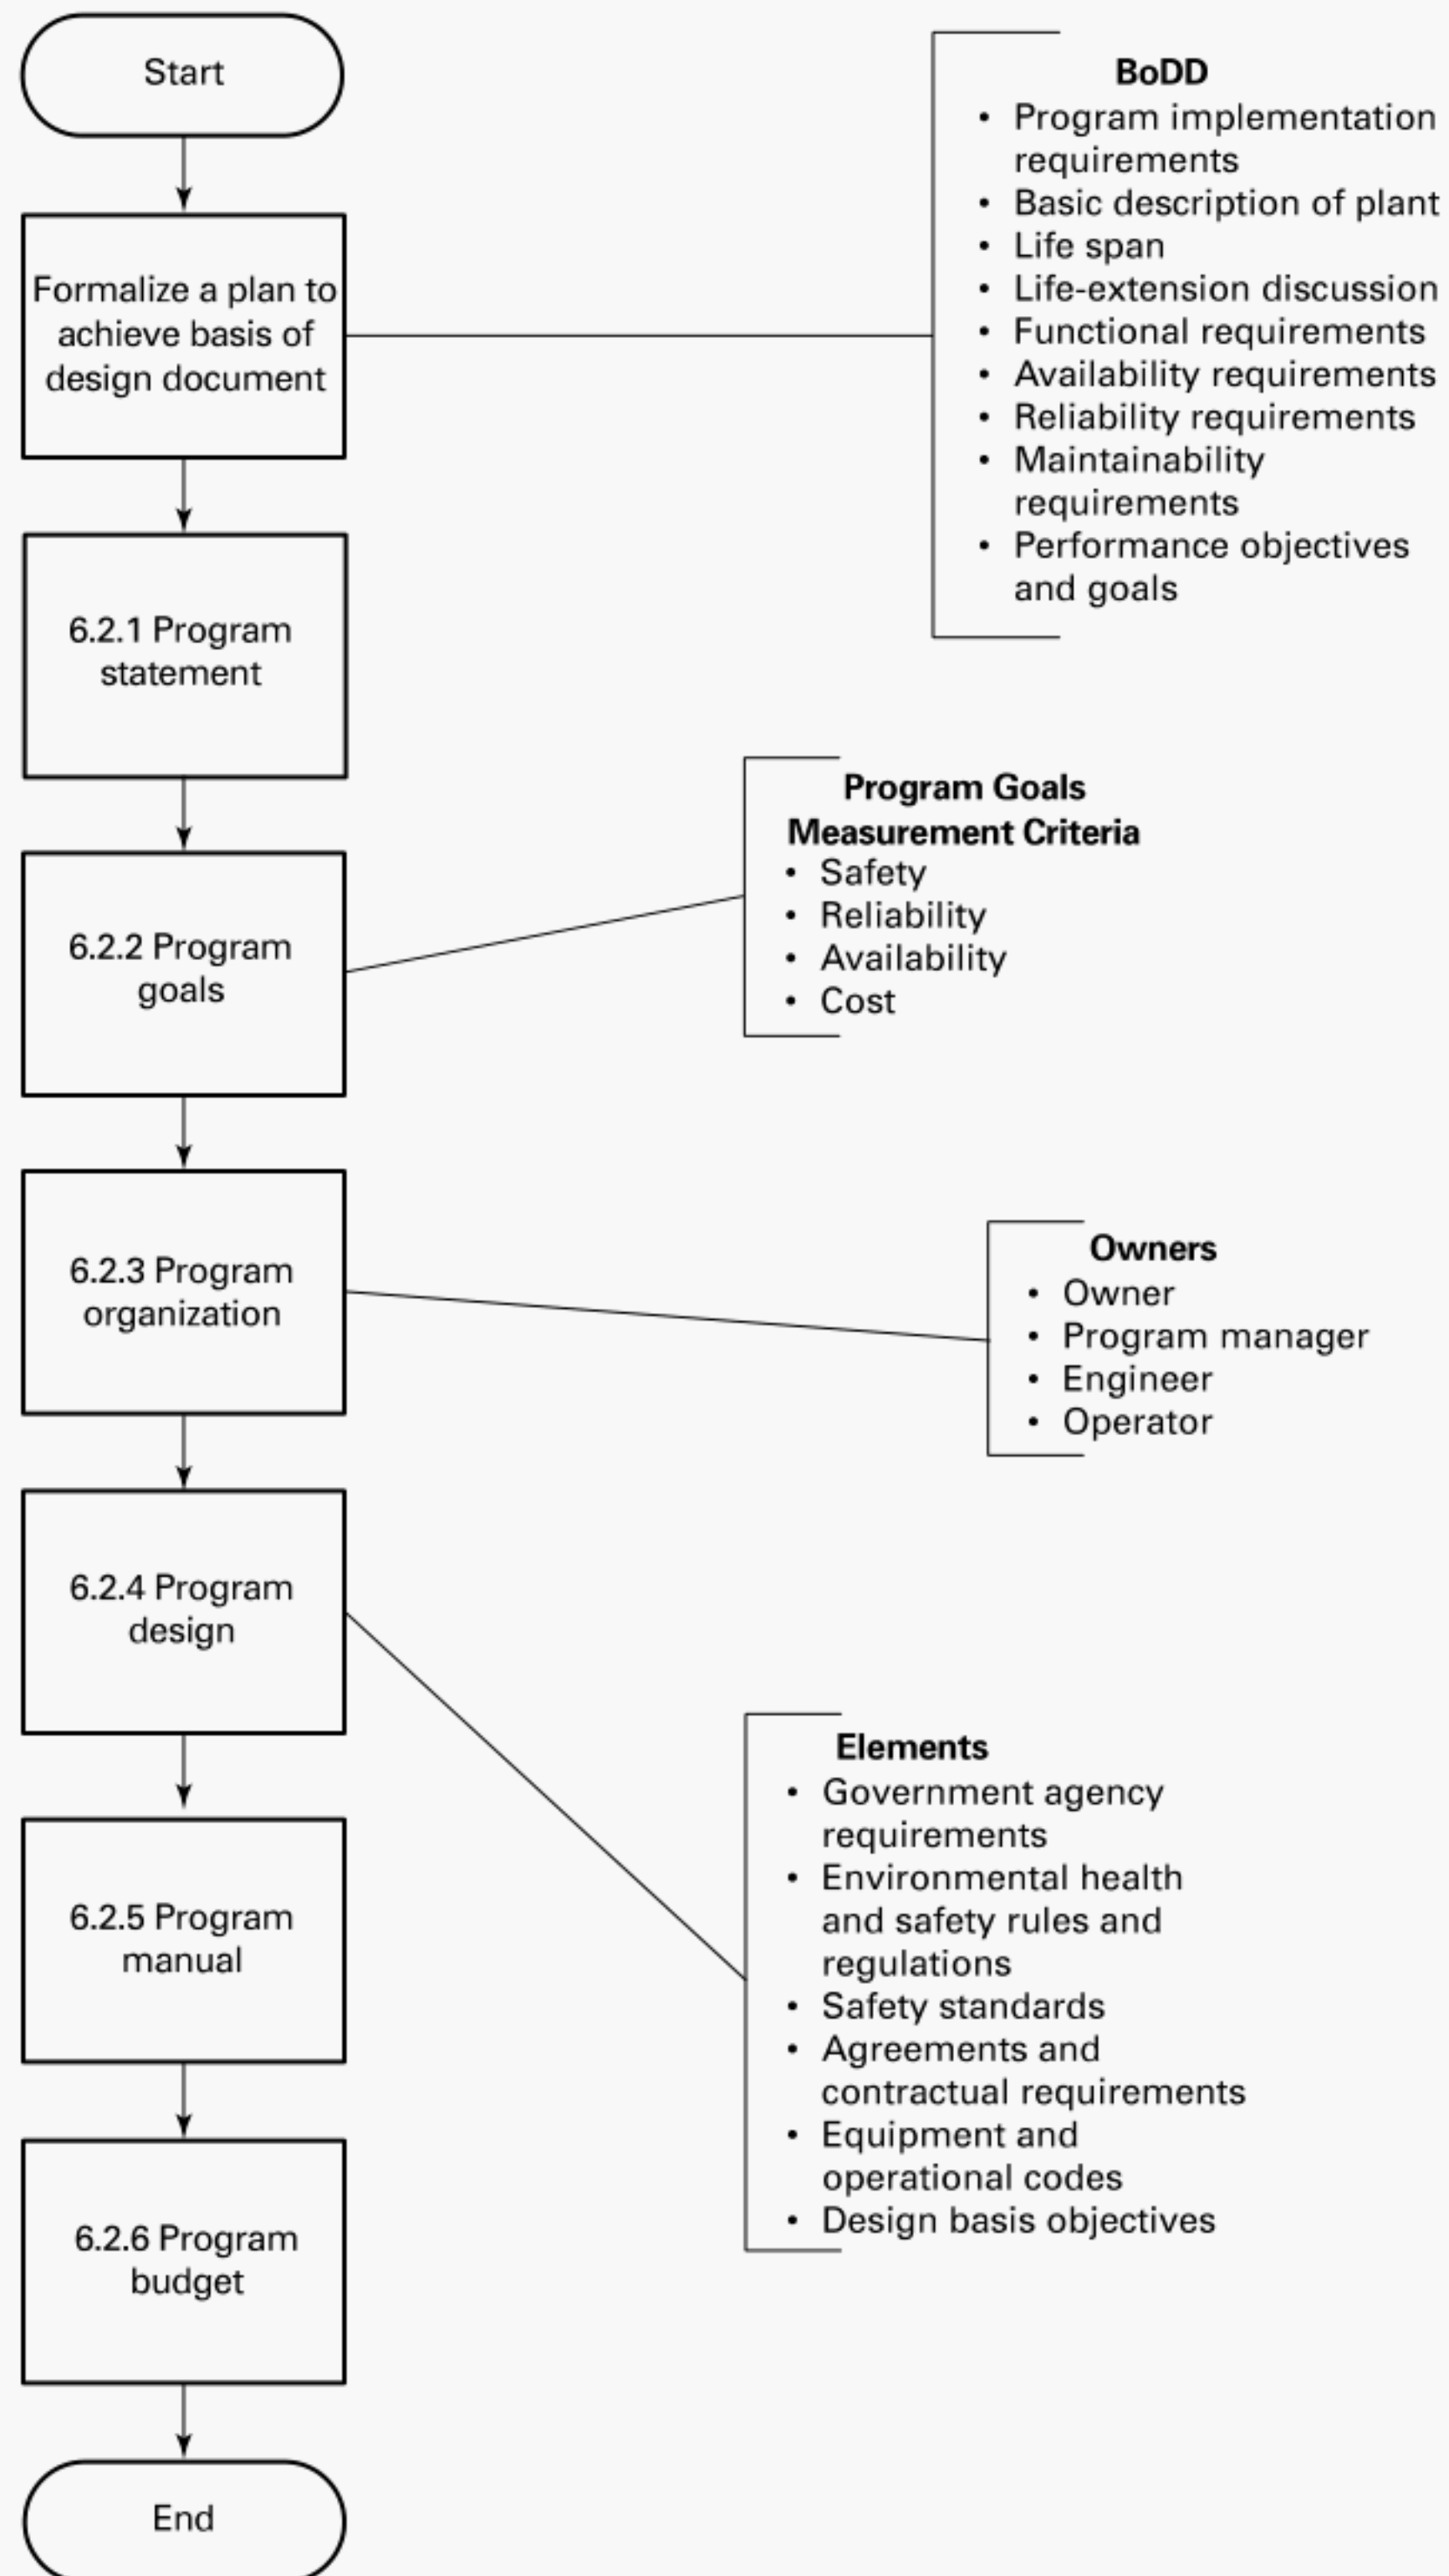 Start
Formalize a plan to
achieve basis of
design document
BoDD
• Program implementation
requirements
• Basic description of plant
• Life span
• Life-extension discussion
• Functional requirements
• Availability requirements
• Reliability requirements
• Maintainability
requirements
• Performance objectives
and goals
6.2.1 Program
statement
6.2.2 Program
goals
Program Goals
Measurement Criteria
• Safety
• Reliability
• Availability
• Cost
6.2.3 Program
organization
Owners
• Owner
• Program manager
• Engineer
• Operator
6.2.4 Program
design
Elements
• Government agency
requirements
• Environmental health
and safety rules and
regulations
• Safety standards
• Agreements and
contractual requirements
• Equipment and
operational codes
• Design basis objectives
6.2.5 Program
manual
6.2.6 Program
budget
End